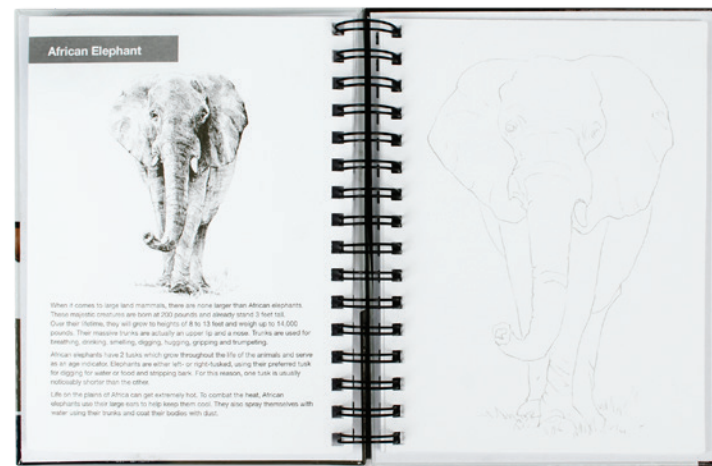 African Elephant
When it comes to large land mammals, there are none larger than African elephants.
These majestic creatures are born at 200 pounds and already stand 3 feet tall.
Over their lifetime, they will grow to heights of 8 to 13 feet and weigh up to 14,000
pounds. Their massive trunks are actually an upper lip and a nose. Trunks are used for
breathing, drinking, smelling, digging, hugging, gripping and trumpeting.
African elephants have 2 tusks which grow throughout the life of the animals and serve
as an age indicator. Elephants are either left- or right-tusked, using their preferred tusk
for digging for water or food and stripping bark. For this reason, one tusk is usually
noticeably shorter than the other.
Life on the plains of Africa can get extremely hot. To combat the heat, African
elephants use their large ears to help keep them cool. They also spray themselves with
water using their trunks and coat their bodies with dust.